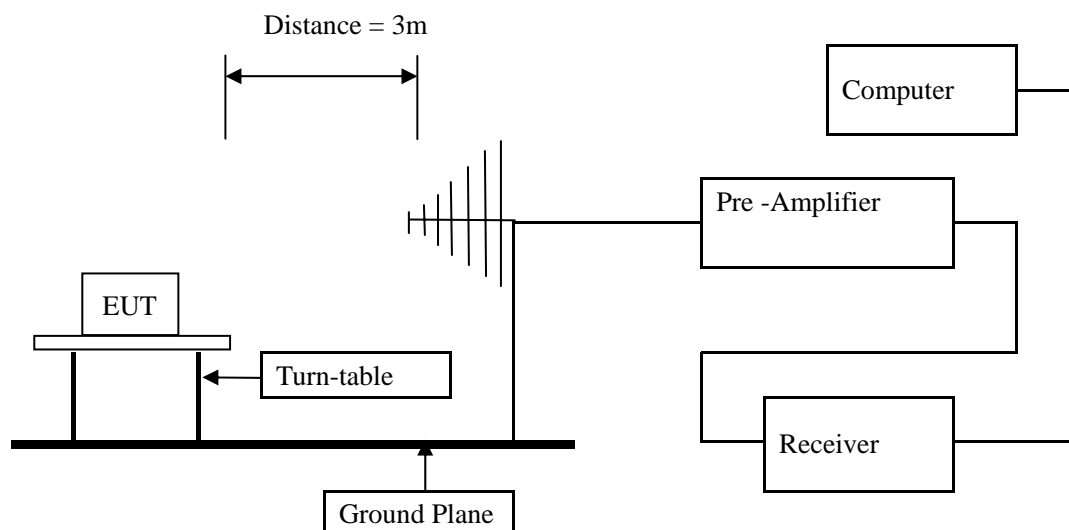 Distance = 3m
Computer
Pre -Amplifier
EUT
Turn-table
Receiver
Ground Plane